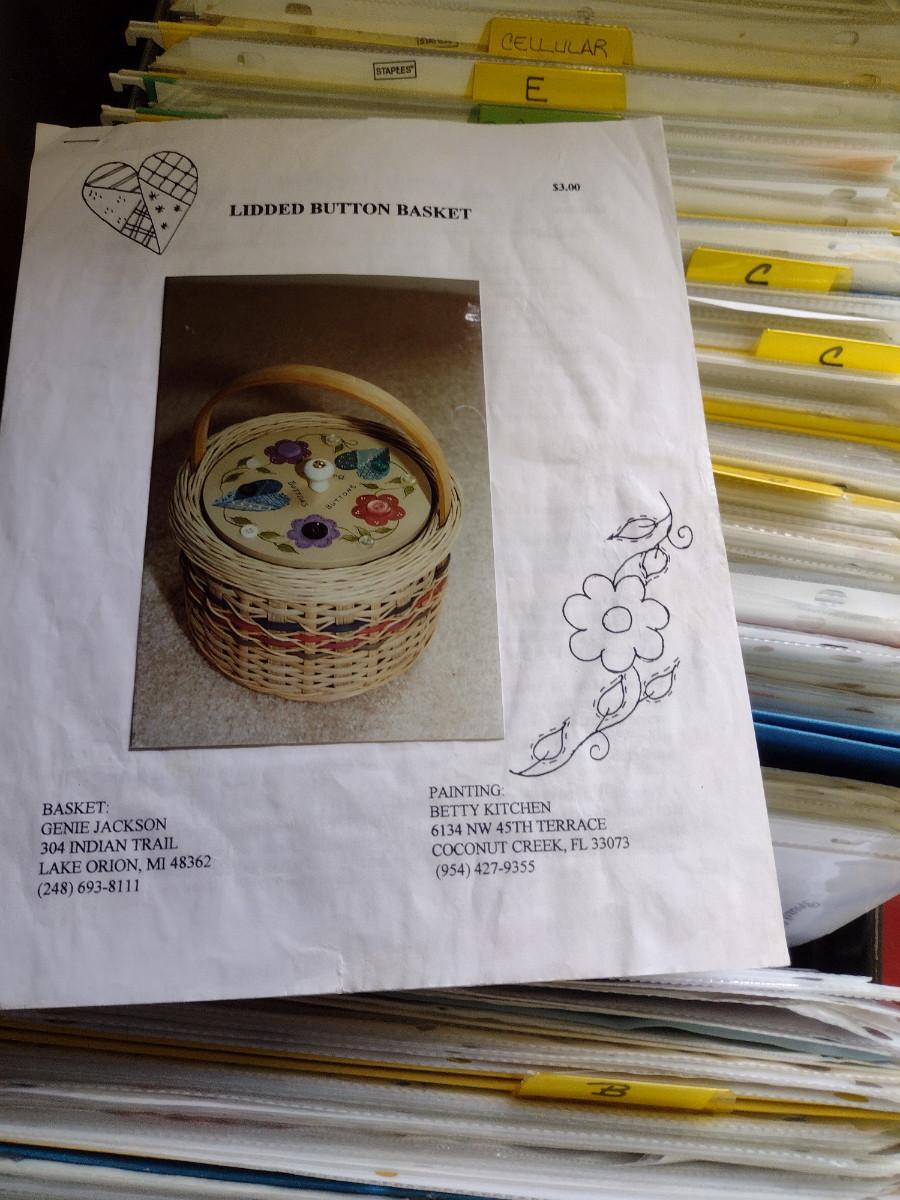 CELLULAR
STAPLES
E
C
C
$3.00
LIDDED BUTTON BASKET
BUTTONS
BUTTONS
BASKET:
GENIE JACKSON
304 INDIAN TRAIL
LAKE ORION, MI 48362
(248) 693-8111
PAINTING:
BETTY KITCHEN
6134 NW 45TH TERRACE
COCONUT CREEK, FL 33073
(954) 427-9355
B